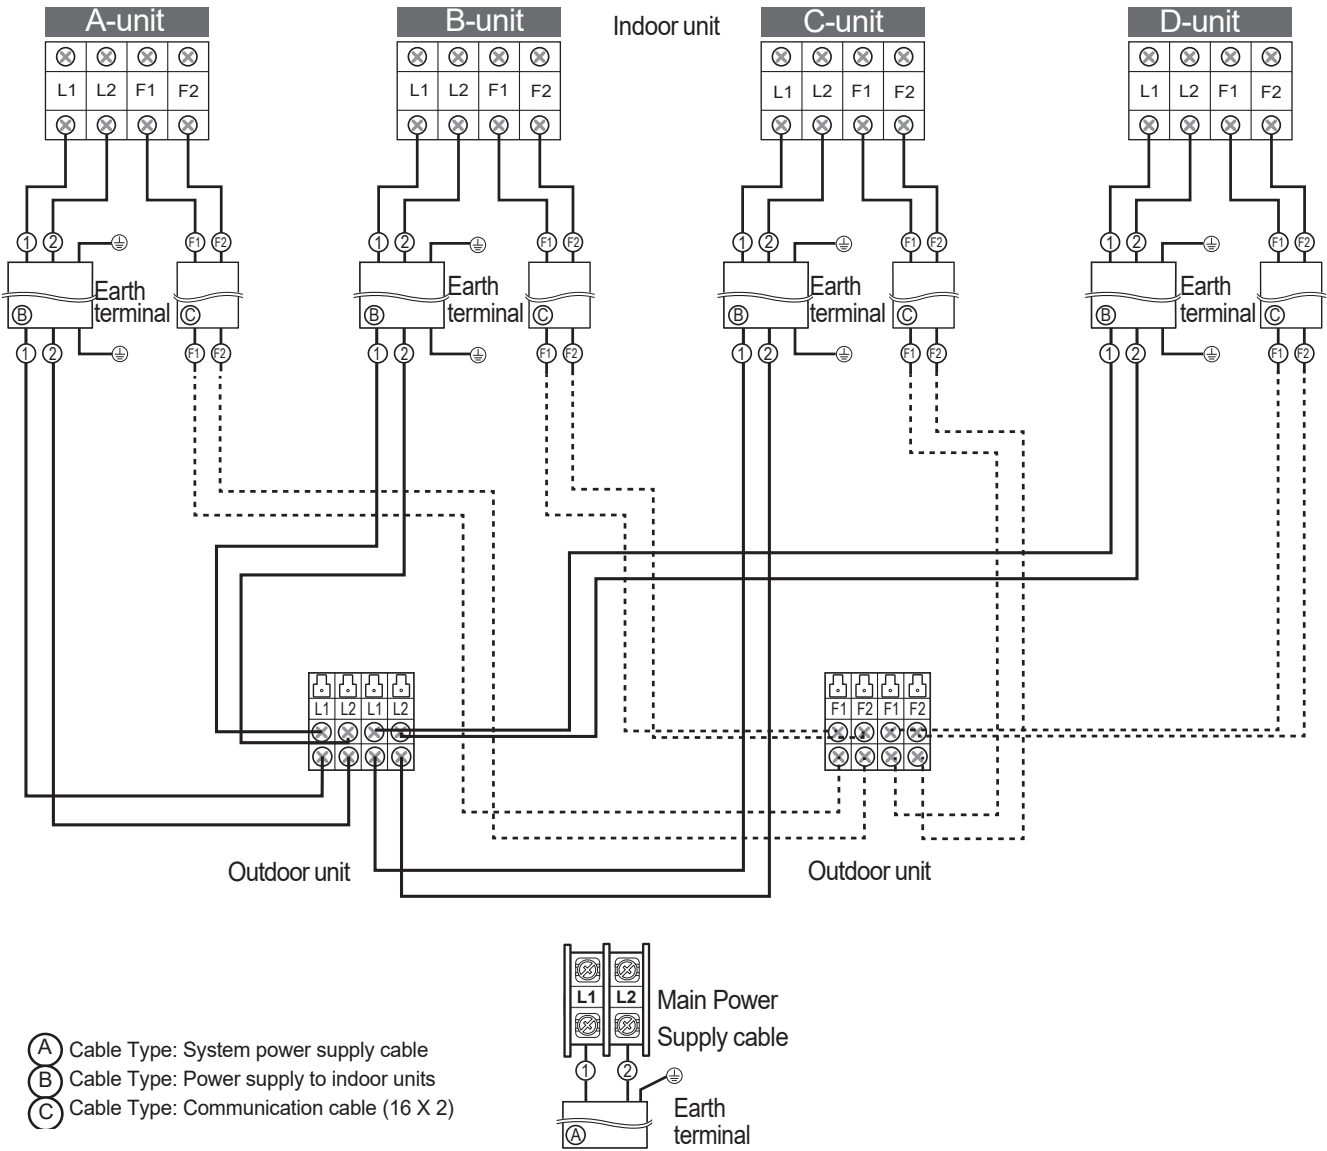 A-unit
B-unit
Indoor unit
C-unit
D-unit
L1 L2 F1 F2
L1 L2 F1 F2
L1 L2 F1 F2
L1 L2 F1 F2
1 2 F1 F2
1 2 F1 F2
1 2 F1 F2
1 2 F1 F2
Earth
terminal
B C
Earth
terminal
B C
Earth
terminal
B C
Earth
terminal
B C
1 2 F1 F2
1 2 F1 F2
1 2 F1 F2
1 2 F1 F2
L1 L2 L1 L2
F1 F2 F1 F2
Outdoor unit
Outdoor unit
L1 L2
Main Power
Supply cable
1 2
Earth
terminal
A
A Cable Type: System power supply cable
B Cable Type: Power supply to indoor units
C Cable Type: Communication cable (16 X 2)